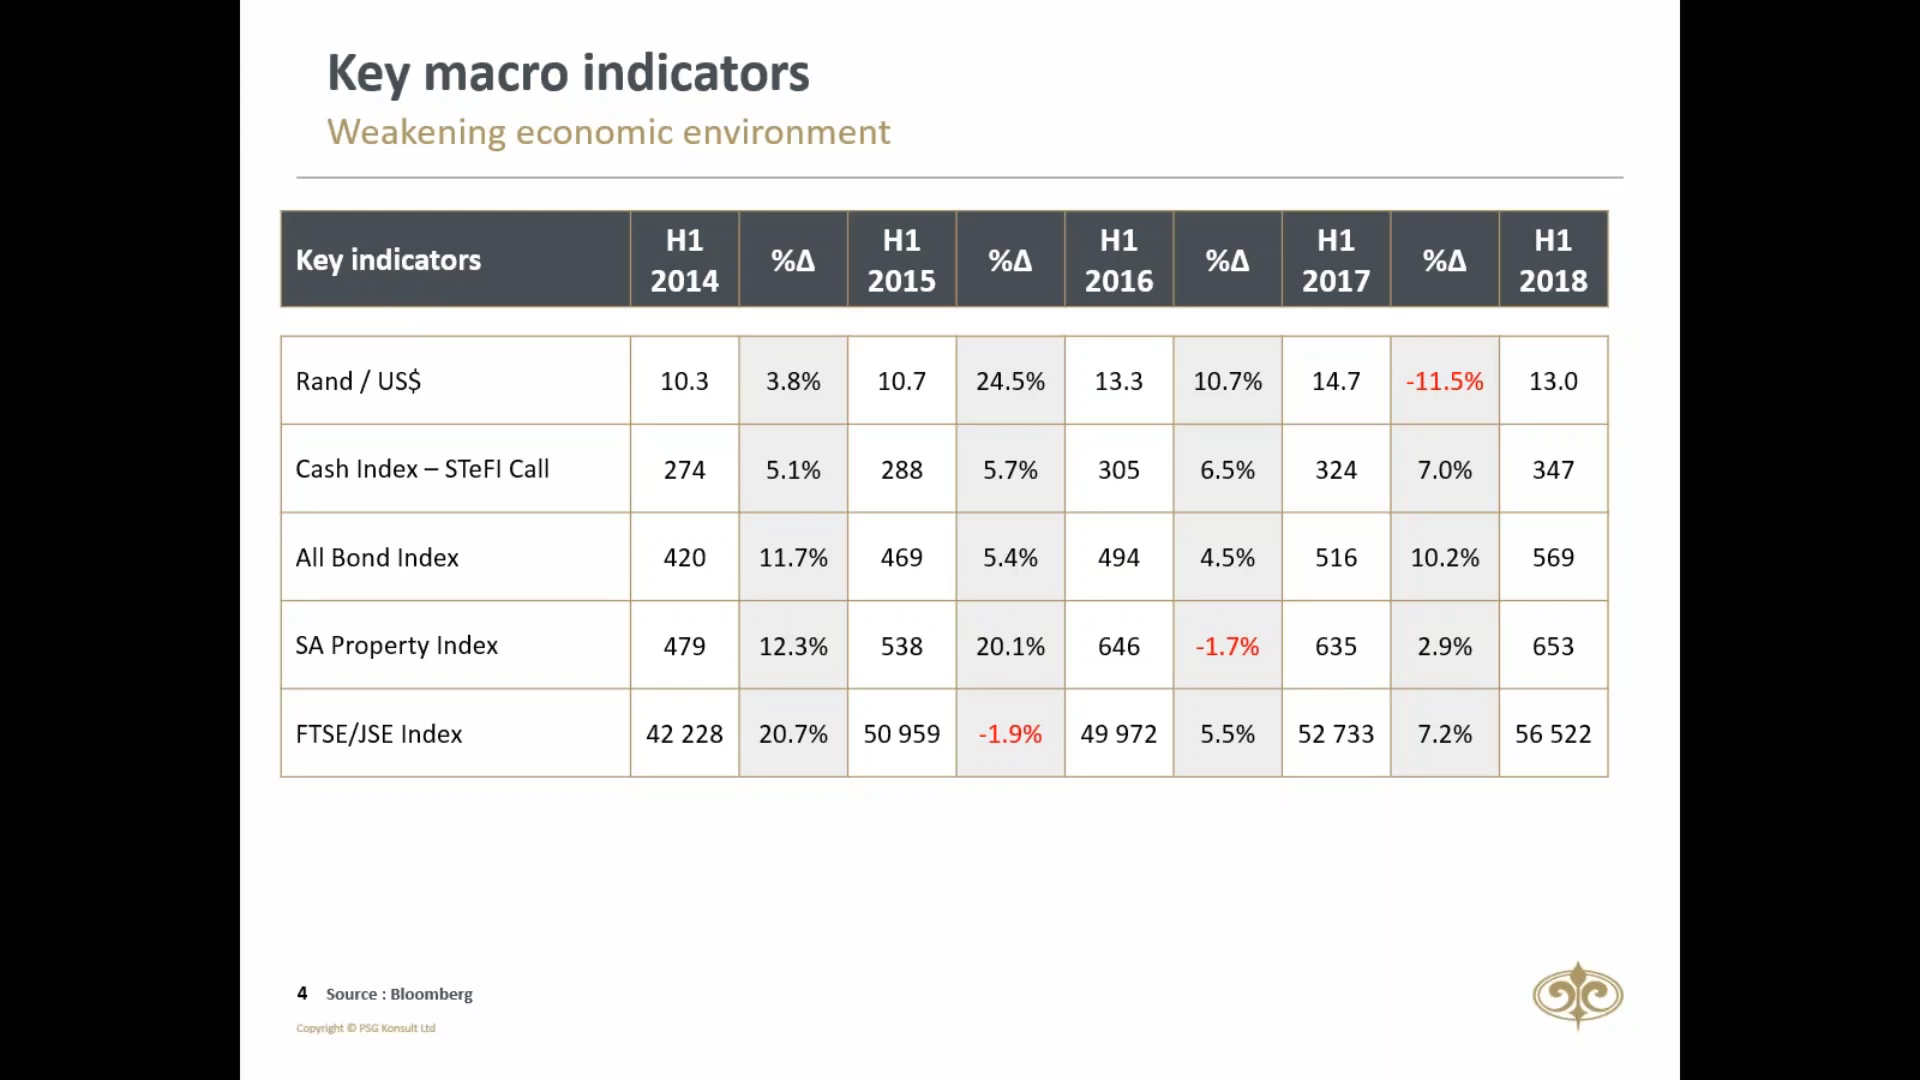 Key macro indicators
Weakening economic environment
Key indicators H1 2014 %Δ H1 2015 %Δ H1 2016 %Δ H1 2017 %Δ H1 2018
Rand / US$ 10.3 3.8% 10.7 24.5% 13.3 10.7% 14.7 -11.5% 13.0
Cash Index – STeFI Call 274 5.1% 288 5.7% 305 6.5% 324 7.0% 347
All Bond Index 420 11.7% 469 5.4% 494 4.5% 516 10.2% 569
SA Property Index 479 12.3% 538 20.1% 646 -1.7% 635 2.9% 653
FTSE/JSE Index 42 228 20.7% 50 959 -1.9% 49 972 5.5% 52 733 7.2% 56 522
4 Source : Bloomberg
Copyright © PSG Konsult Ltd